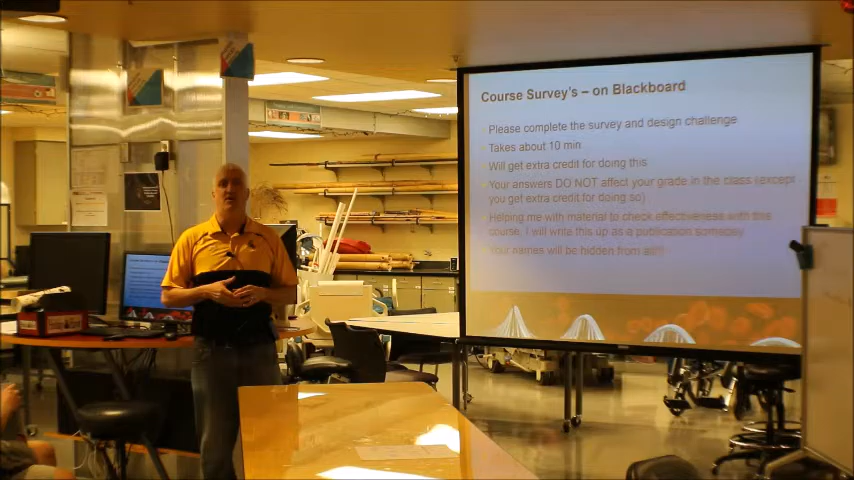 Course Survey's – on Blackboard
Please complete the survey AND design challenge
Takes about 10 min
Will get extra credit for doing this
Your answers DO NOT affect your grade in the class (except
you get extra credit for doing so)
Helping me with material to check effectiveness with this
course, I will write this up as a publication someday
Your names will be hidden from all!!!